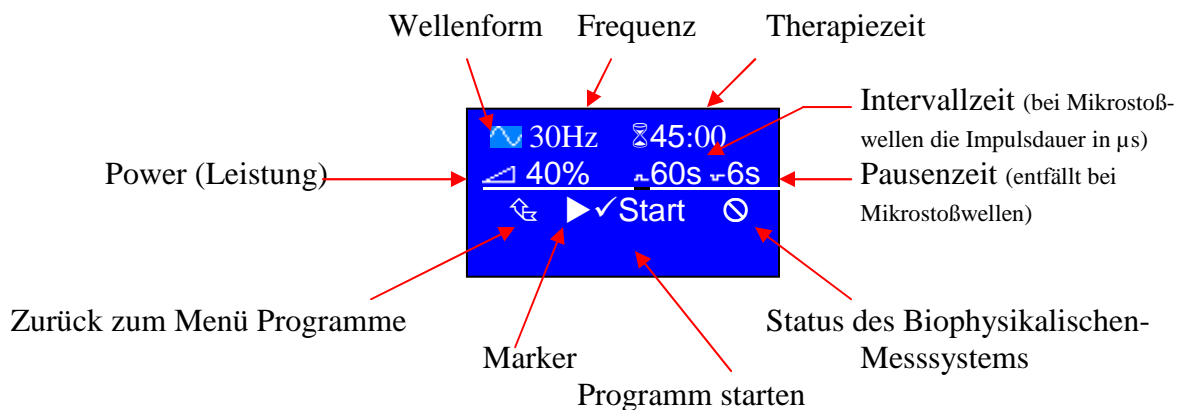 Wellenform Frequenz Therapiezeit
Intervallzeit (bei Mikrostoß-
wellen die Impulsdauer in µs)
30Hz 45:00
Power (Leistung)
40% 60s 6s
Pausenzeit (entfällt bei
Mikrostoßwellen)
✓Start
Zurück zum Menü Programme
Status des Biophysikalischen-
Messsystems
Marker
Programm starten